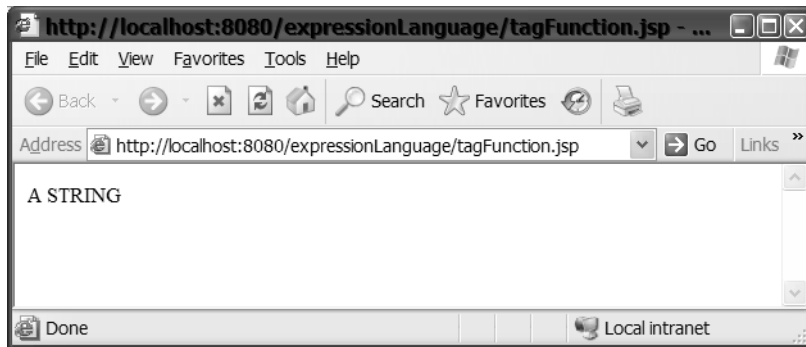 http://localhost:8080/expressionLanguage/tagFunction.jsp - ...
File Edit View Favorites Tools Help
Back Search Favorites
Address http://localhost:8080/expressionLanguage/tagFunction.jsp Go Links »
A STRING
Done Local intranet